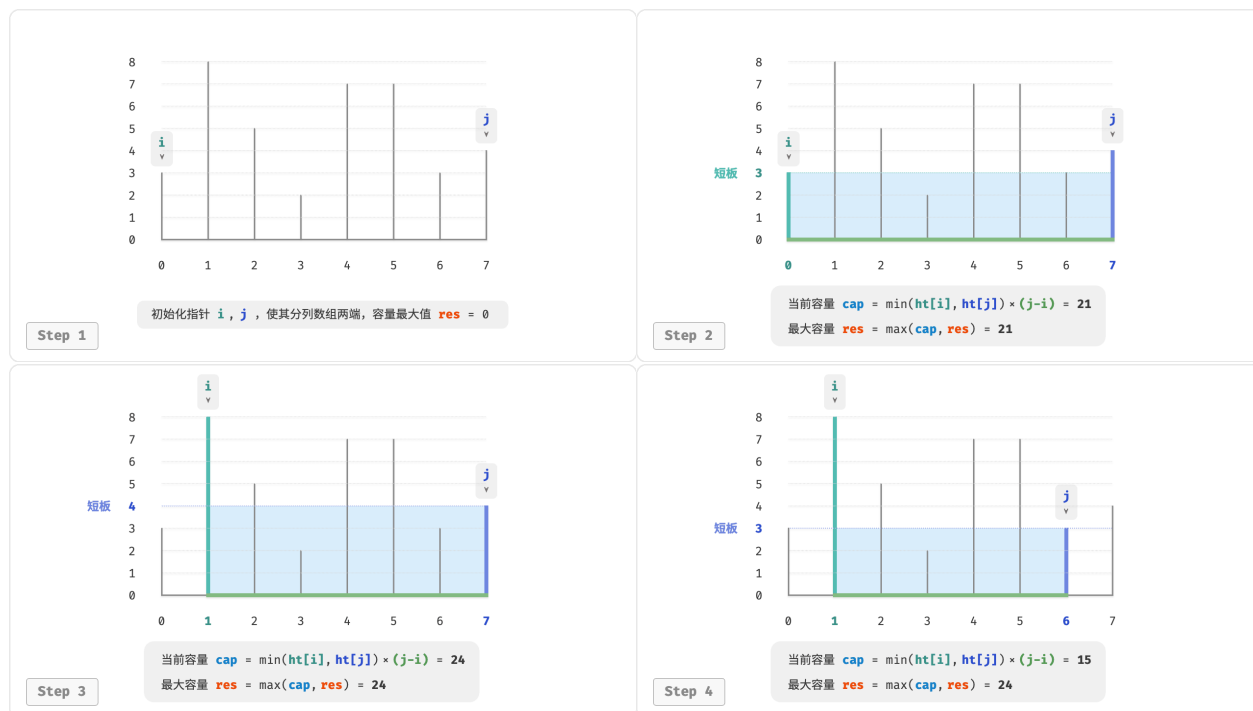 8
7
6
5
4
3
2
1
0
i
j
0 1 2 3 4 5 6 7
初始化指针 i , j , 使其分列数组两端，容量最大值 res = 0
Step 1
8
7
6
5
4
短板 3
2
1
0
i
j
0 1 2 3 4 5 6 7
当前容量 cap = min(ht[i], ht[j]) × (j-i) = 21
最大容量 res = max(cap, res) = 21
Step 2
i
8
7
6
5
短板 4
3
2
1
0
j
0 1 2 3 4 5 6 7
当前容量 cap = min(ht[i], ht[j]) × (j-i) = 24
最大容量 res = max(cap, res) = 24
Step 3
i
8
7
6
5
4
短板 3
2
1
0
j
0 1 2 3 4 5 6 7
当前容量 cap = min(ht[i], ht[j]) × (j-i) = 15
最大容量 res = max(cap, res) = 24
Step 4